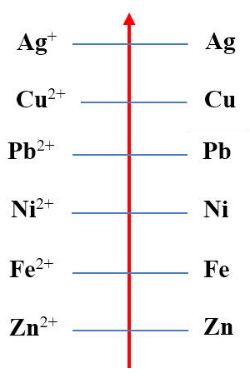 Ag⁺ Ag
Cu²⁺ Cu
Pb²⁺ Pb
Ni²⁺ Ni
Fe²⁺ Fe
Zn²⁺ Zn